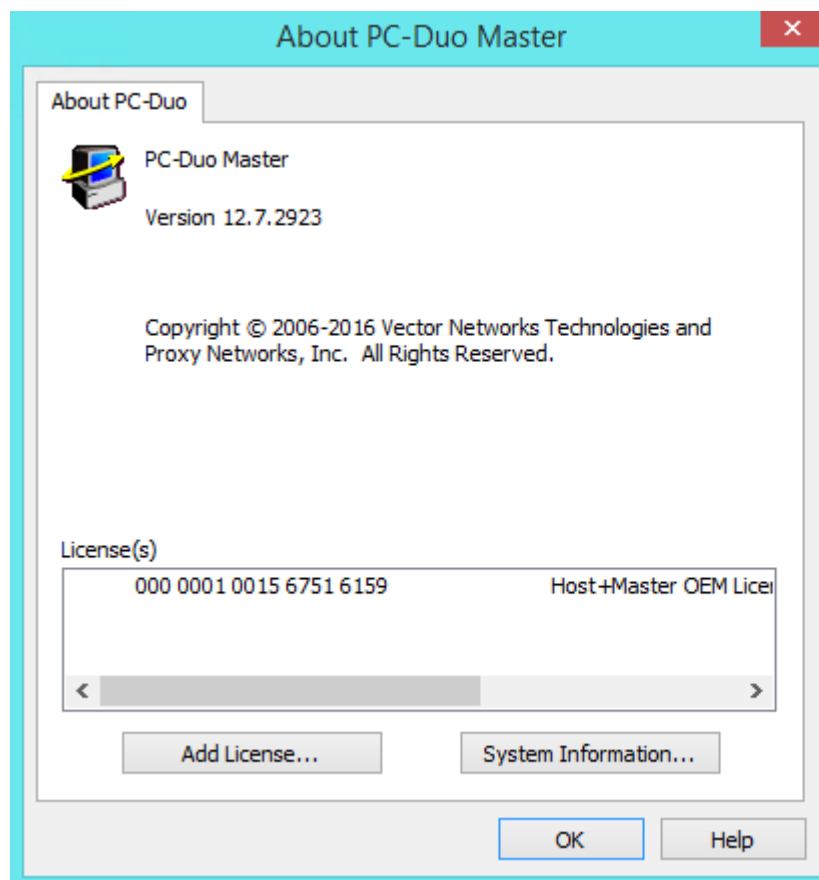 About PC-Duo Master
About PC-Duo
PC-Duo Master
Version 12.7.2923
Copyright © 2006-2016 Vector Networks Technologies and
Proxy Networks, Inc. All Rights Reserved.
License(s)
000 0001 0015 6751 6159 Host+Master OEM
Add License... System Information...
OK Help